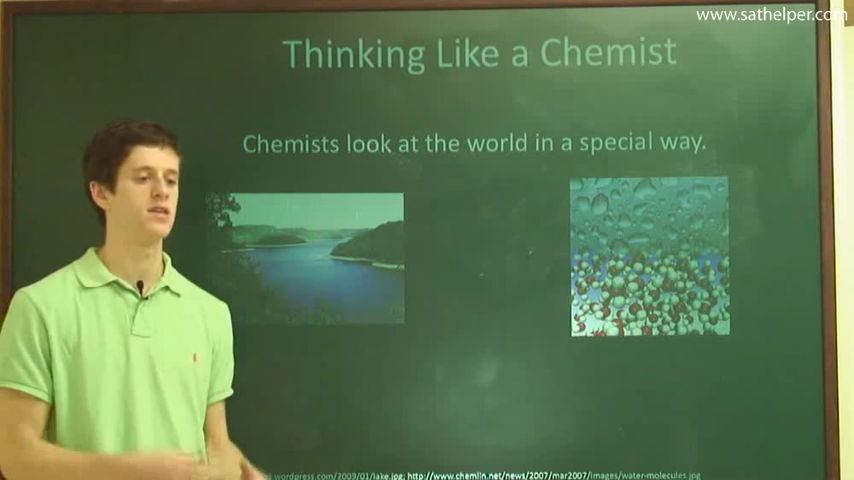 www.sathelper.com
Thinking Like a Chemist
Chemists look at the world in a special way.
wordpress.com/2009/01/lake.jpg; http://www.chemlin.net/news/2007/mar2007/images/water-molecules.jpg